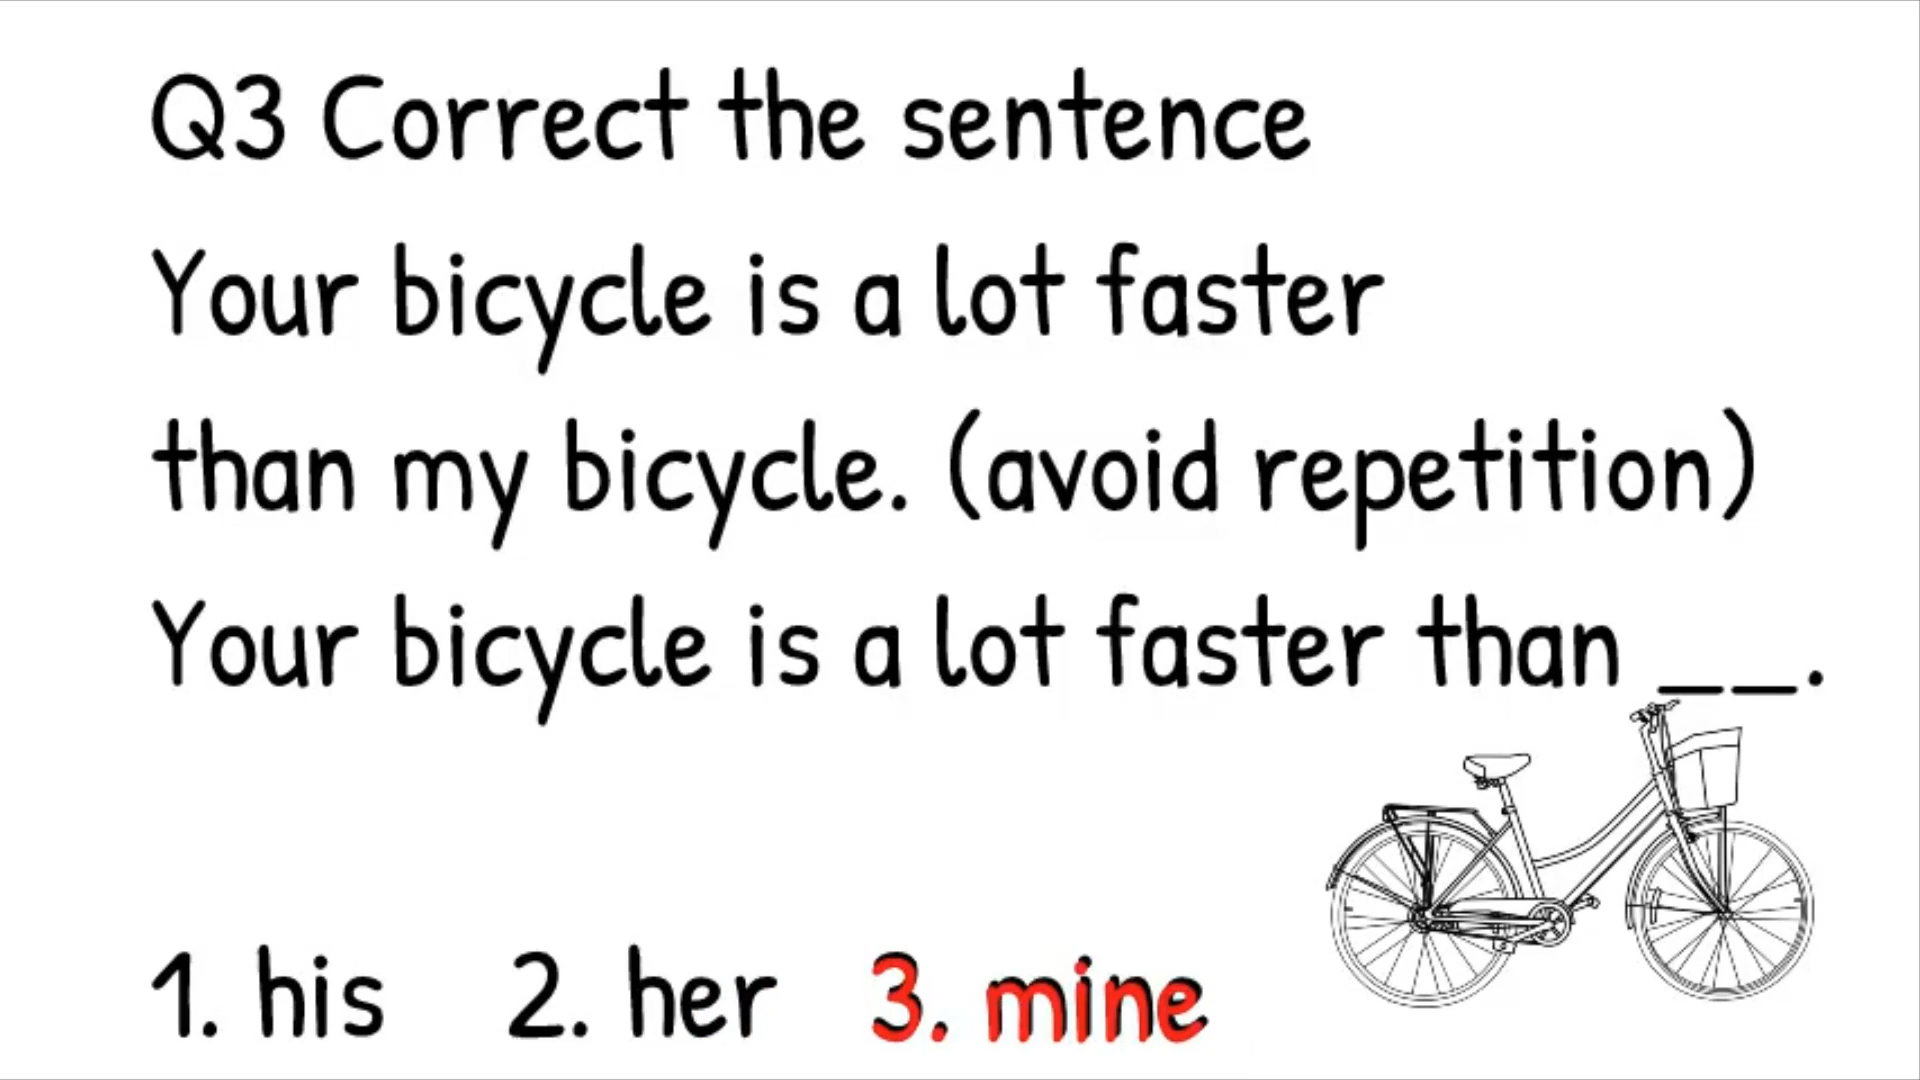 Q3 Correct the sentence
Your bicycle is a lot faster
than my bicycle. (avoid repetition)
Your bicycle is a lot faster than __.
1. his 2. her 3. mine